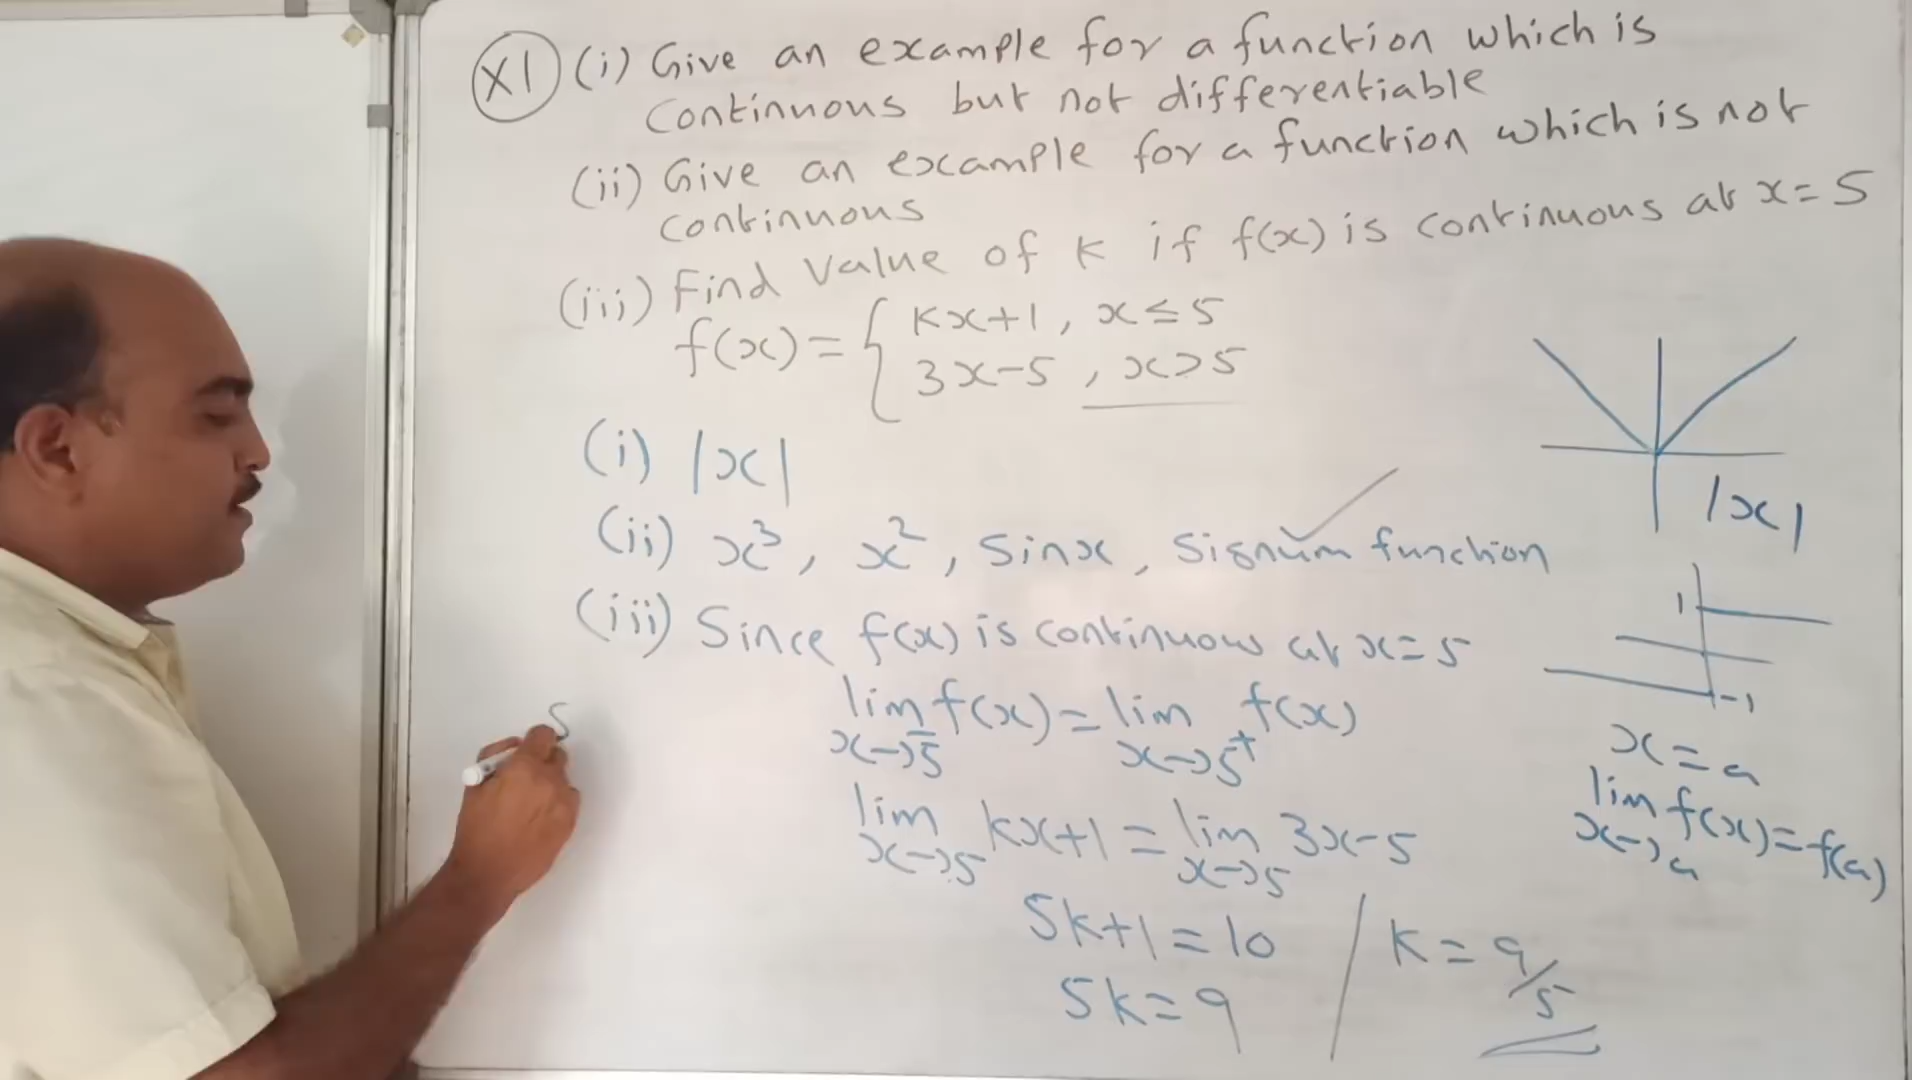 XI (i) Give an example for a function which is
continuous but not differentiable
(ii) Give an example for a function which is not
continuous
(iii) Find value of k if f(x) is continuous at x=5
f(x) = { kx+1, x≤5
3x-5, x>5
(i) |x|
|x|
(ii) x³, x², sinx, Signum function
1
-1
(iii) Since f(x) is continuous at x=5
lim x→5⁻ f(x) = lim x→5⁺ f(x)
lim x→5 kx+1 = lim x→5 3x-5
5k+1=10
5k=9
k=9/5
x=a
lim x→a f(x)=f(a)
5